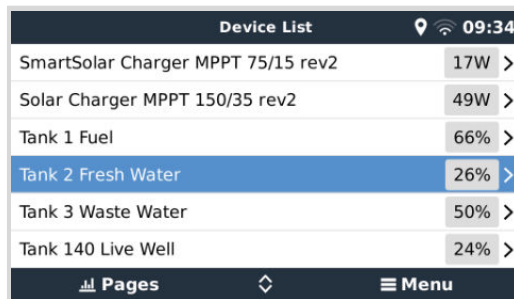 Device List 09:34
SmartSolar Charger MPPT 75/15 rev2 17W
Solar Charger MPPT 150/35 rev2 49W
Tank 1 Fuel 66%
Tank 2 Fresh Water 26%
Tank 3 Waste Water 50%
Tank 140 Live Well 24%
Pages Menu